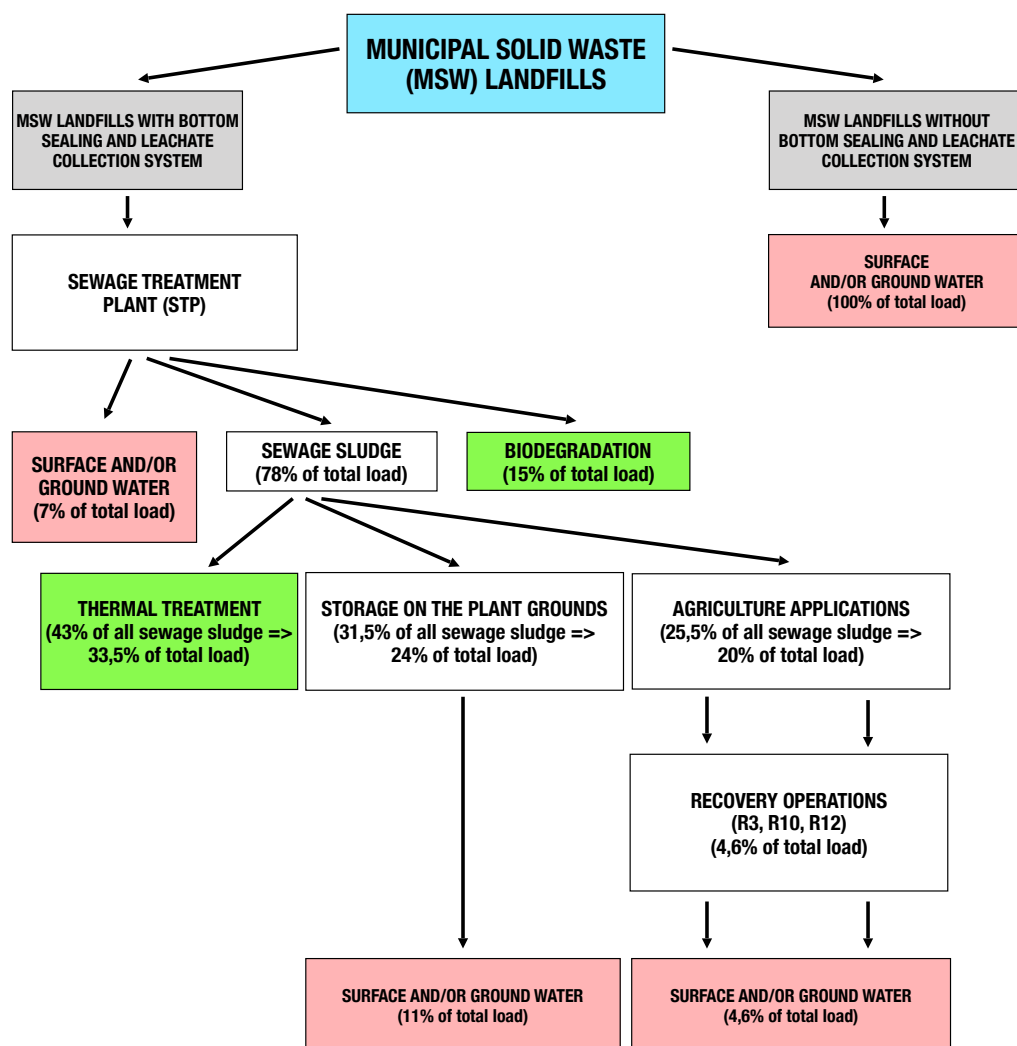 MUNICIPAL SOLID WASTE
(MSW) LANDFILLS
MSW LANDFILLS WITH BOTTOM
SEALING AND LEACHATE
COLLECTION SYSTEM
MSW LANDFILLS WITHOUT
BOTTOM SEALING AND LEACHATE
COLLECTION SYSTEM
SEWAGE TREATMENT
PLANT (STP)
SURFACE
AND/OR GROUND WATER
(100% of total load)
SURFACE AND/OR
GROUND WATER
(7% of total load)
SEWAGE SLUDGE
(78% of total load)
BIODEGRADATION
(15% of total load)
THERMAL TREATMENT
(43% of all sewage sludge =>
33,5% of total load)
STORAGE ON THE PLANT GROUNDS
(31,5% of all sewage sludge =>
24% of total load)
AGRICULTURE APPLICATIONS
(25,5% of all sewage sludge =>
20% of total load)
RECOVERY OPERATIONS
(R3, R10, R12)
(4,6% of total load)
SURFACE AND/OR GROUND WATER
(11% of total load)
SURFACE AND/OR GROUND WATER
(4,6% of total load)